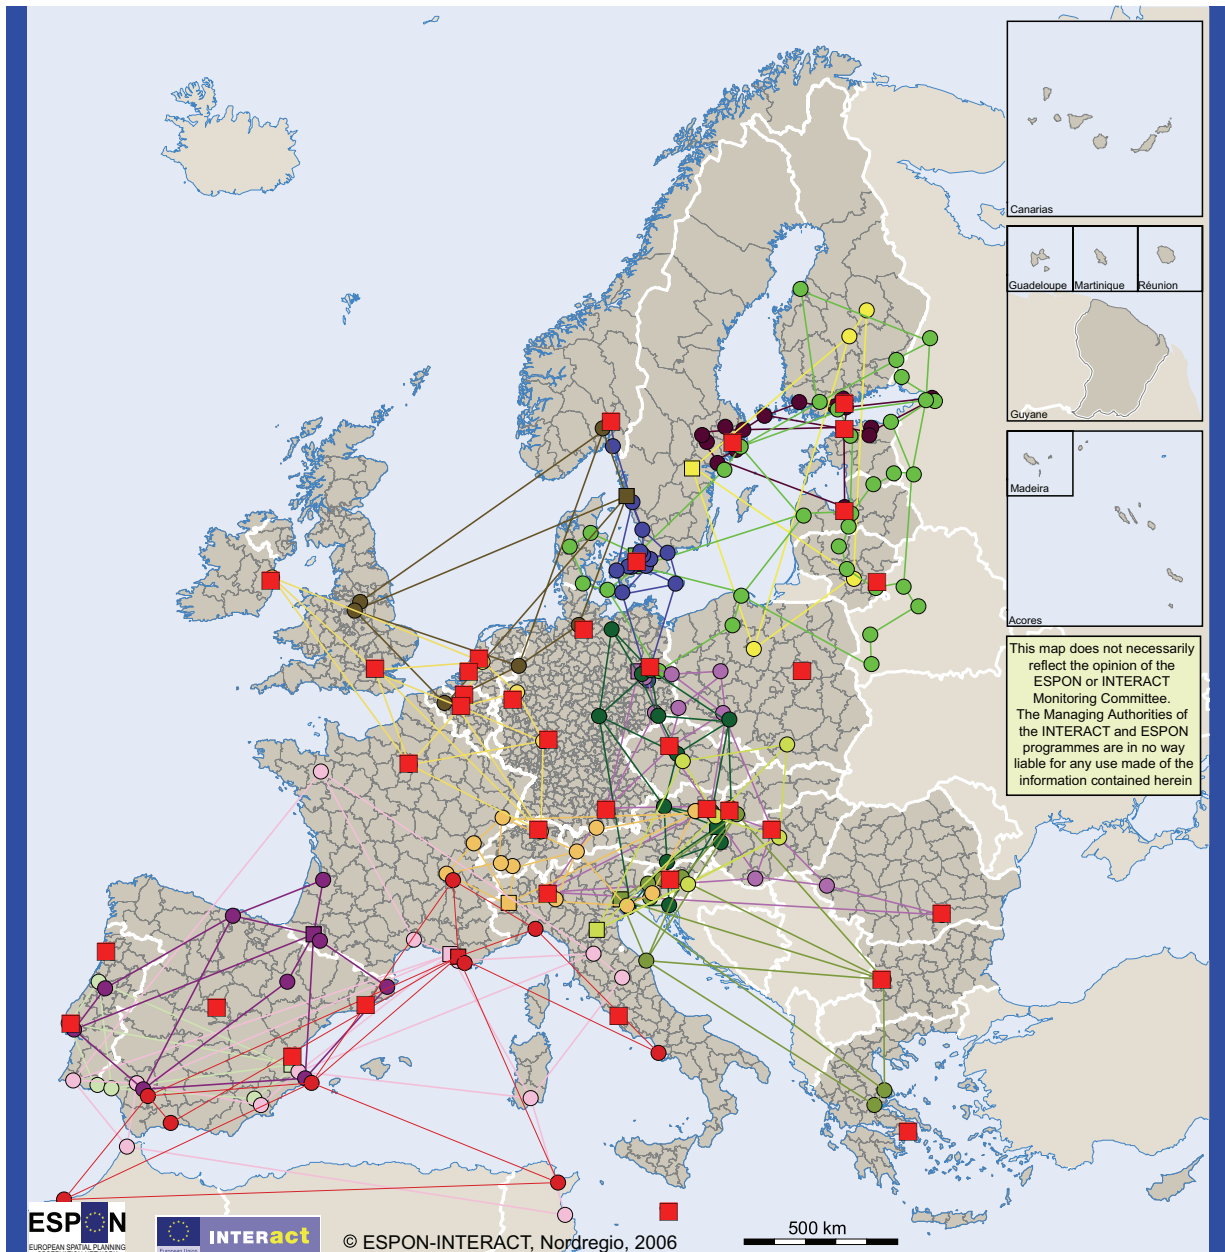 Canarias
Guadeloupe
Martinique
Réunion
Guyane
Madeira
Acores
This map does not necessarily
reflect the opinion of the
ESPON or INTERACT
Monitoring Committee.
The Managing Authorities of
the INTERACT and ESPON
programmes are in no way
liable for any use made of the
information contained herein
ESPON
EUROPEAN SPATIAL PLANNING
INTERact
European Union
© ESPON-INTERACT, Nordregio, 2006
500 km